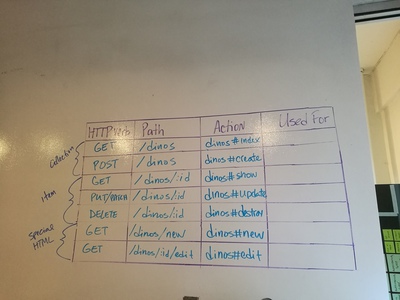 HTTP verb Path Action Used For
collection
GET /dinos dinos#index
POST /dinos dinos#create
item
GET /dinos/:id dinos#show
PUT/PATCH /dinos/:id dinos#update
DELETE /dinos/:id dinos#destroy
special HTML
GET /dinos/new dinos#new
GET /dinos/:id/edit dinos#edit